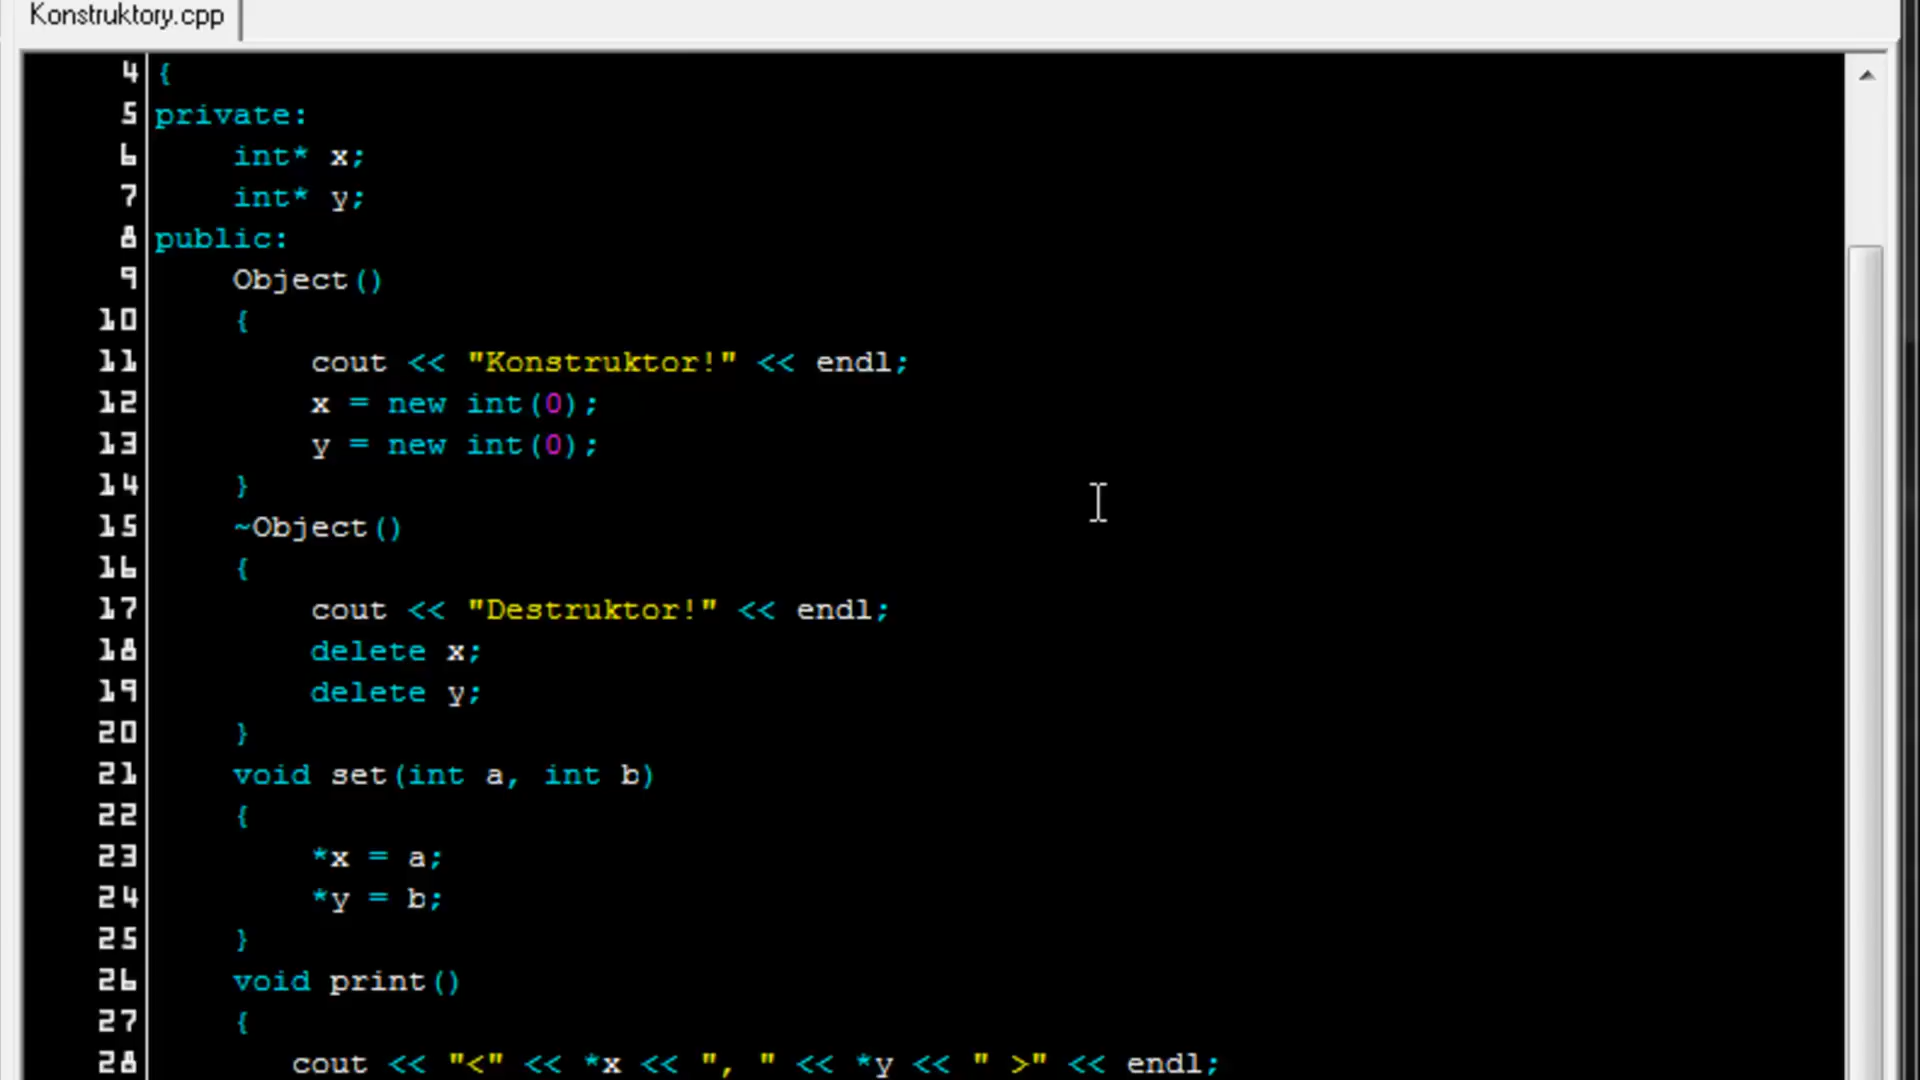 Konstruktory.cpp
4 {
5 private:
6     int* x;
7     int* y;
8 public:
9     Object()
10     {
11         cout << "Konstruktor!" << endl;
12         x = new int(0);
13         y = new int(0);
14     }
15     ~Object()
16     {
17         cout << "Destruktor!" << endl;
18         delete x;
19         delete y;
20     }
21     void set(int a, int b)
22     {
23         *x = a;
24         *y = b;
25     }
26     void print()
27     {
28        cout << "<" << *x << ", " << *y << " >" << endl;